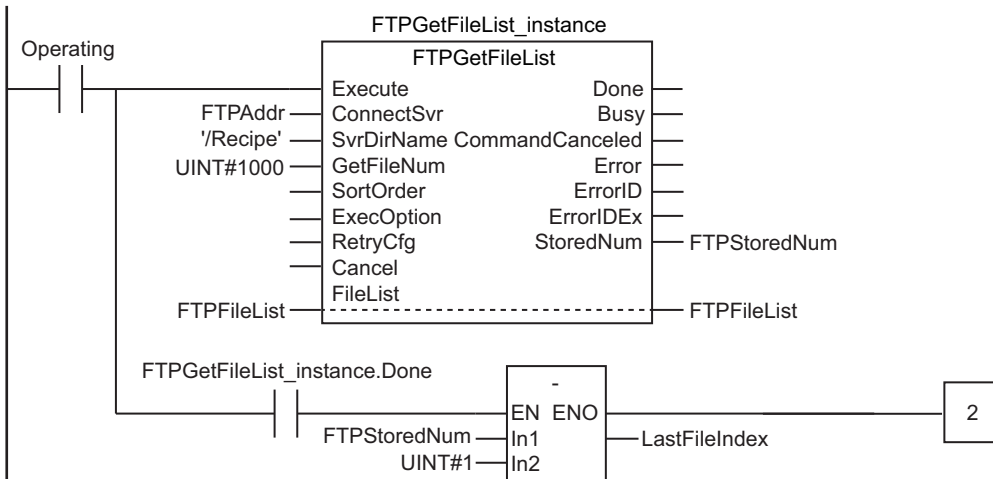 FTPGetFileList_instance
Operating
FTPGetFileList
Execute Done
FTPAddr ConnectSvr Busy
'/Recipe' SvrDirName CommandCanceled
UINT#1000 GetFileNum Error
SortOrder ErrorID
ExecOption ErrorIDEx
RetryCfg StoredNum FTPStoredNum
Cancel
FileList
FTPFileList FTPFileList
FTPGetFileList_instance.Done
-
EN ENO 2
FTPStoredNum In1 LastFileIndex
UINT#1 In2